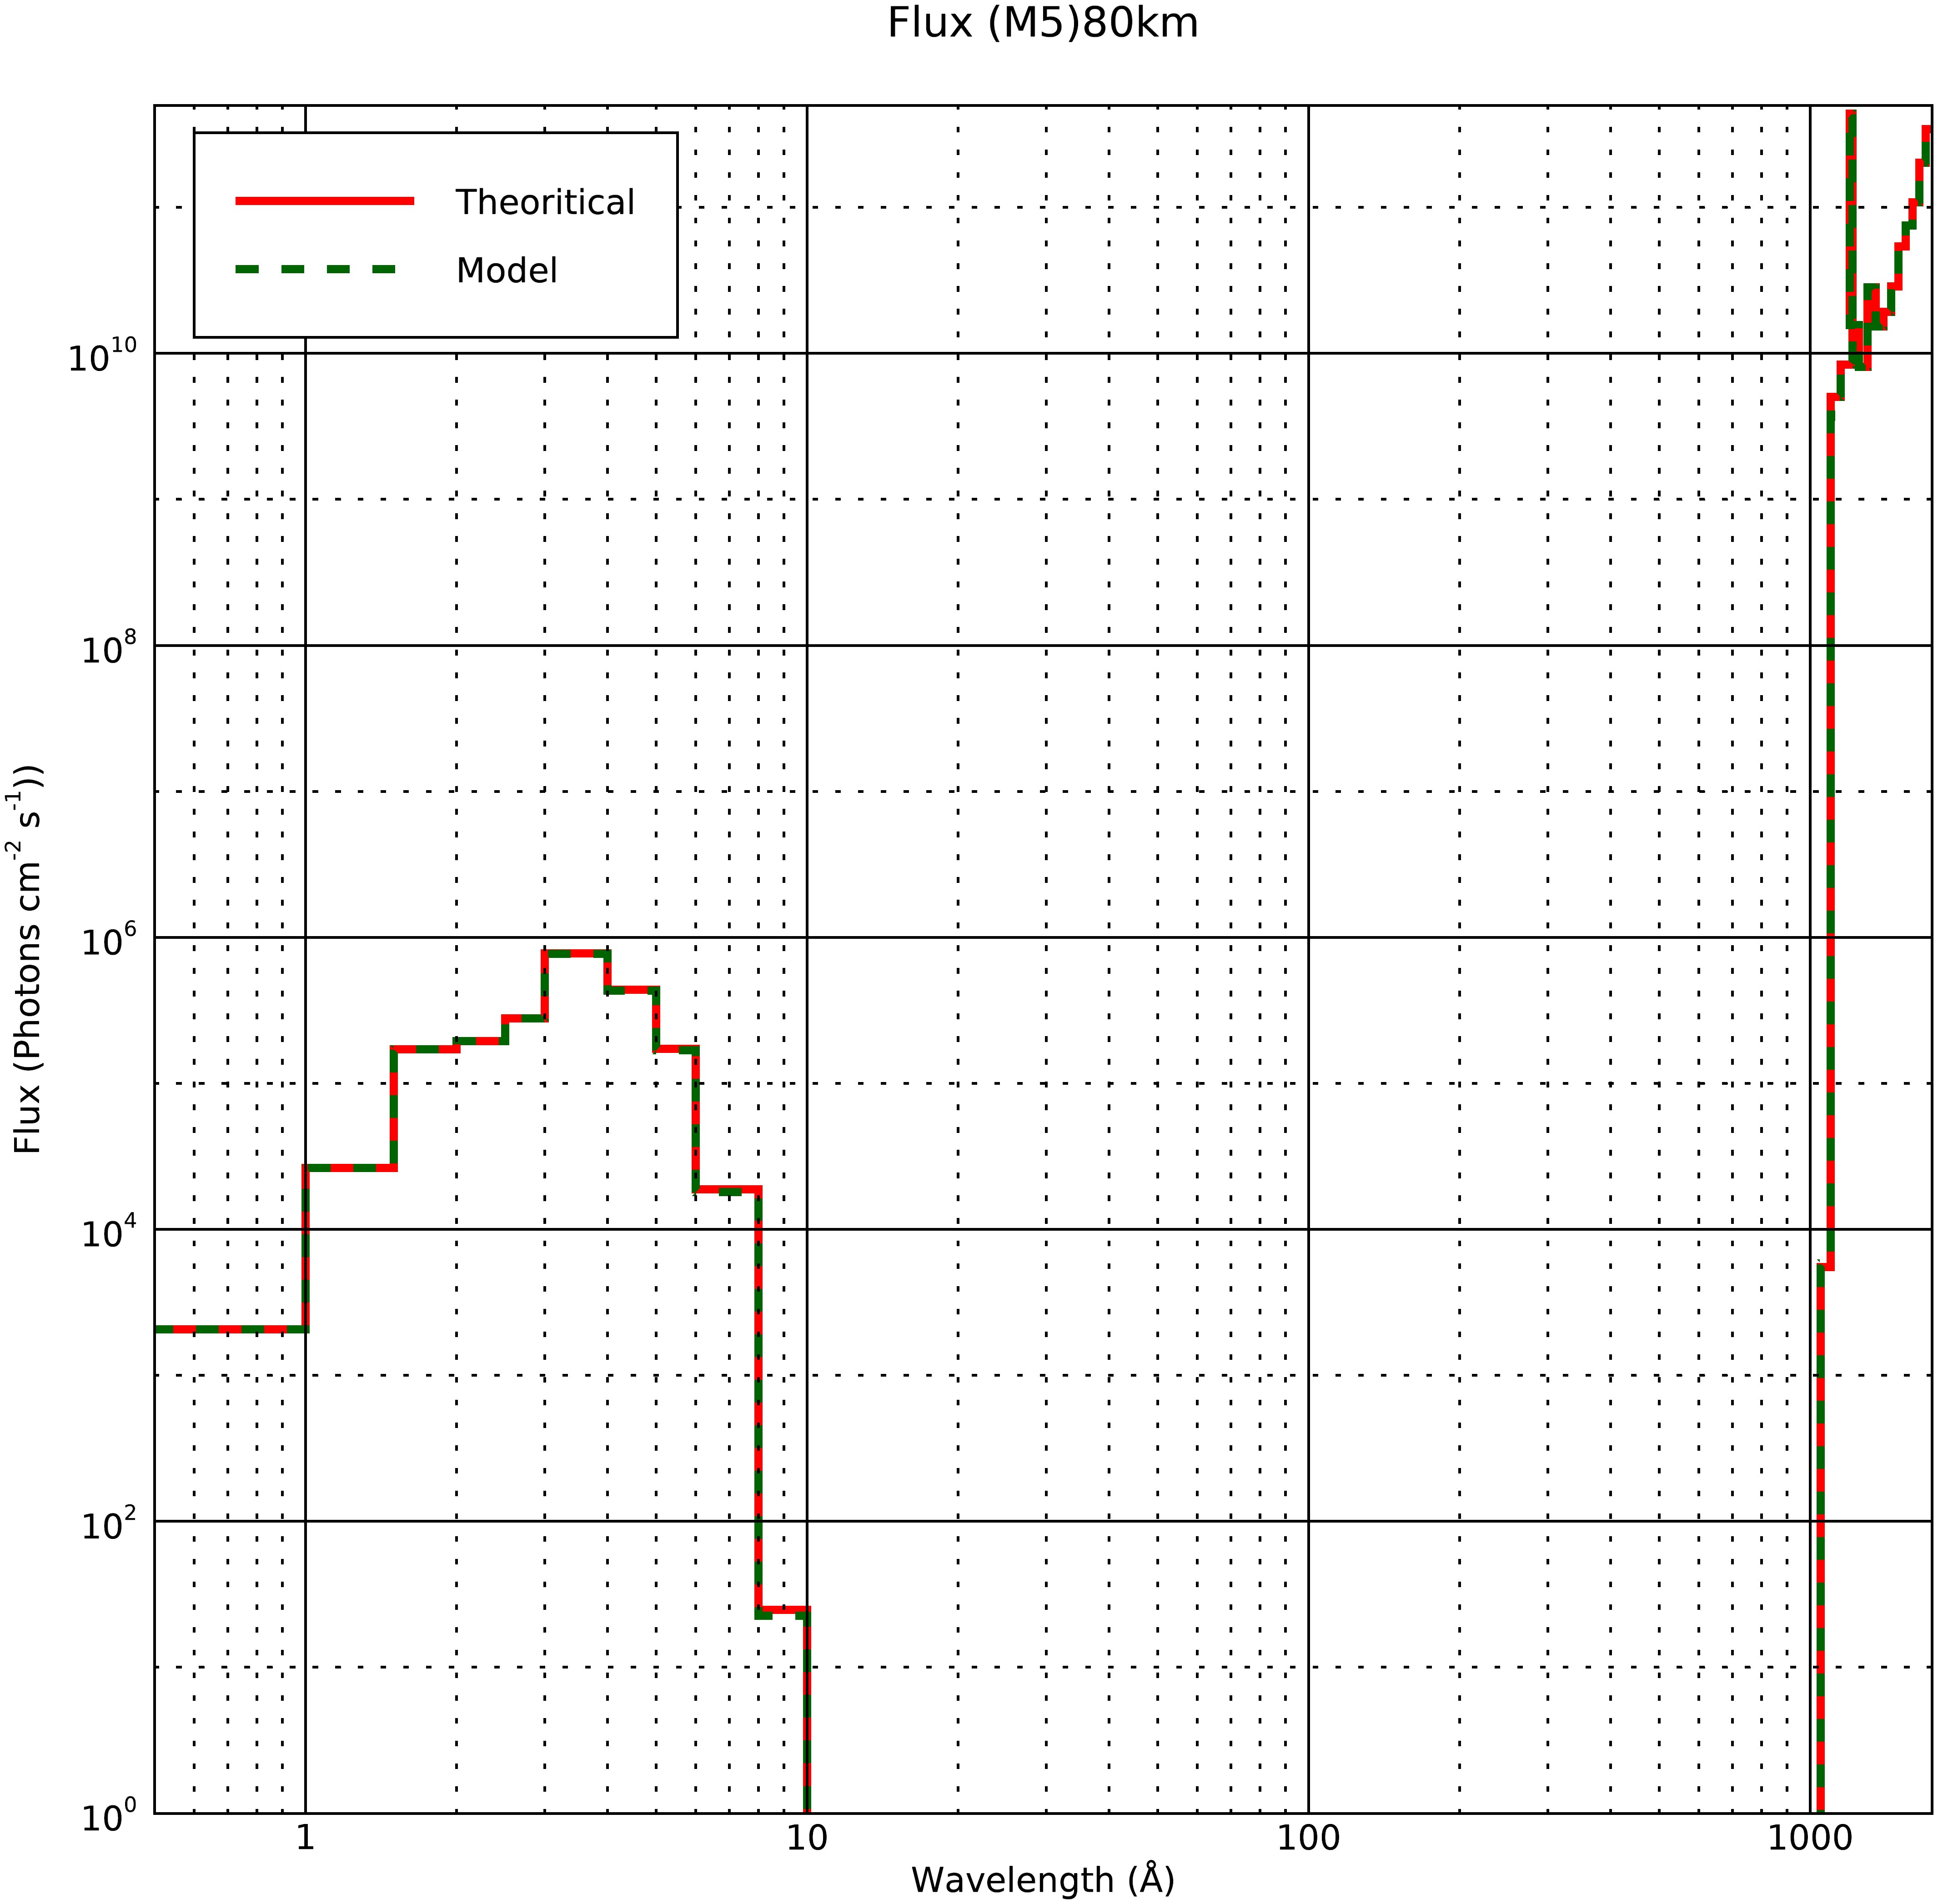 Flux (M5)80km
Theoritical
Model
10¹⁰
10⁸
10⁶
10⁴
10²
10⁰
Flux (Photons cm⁻² s⁻¹))
1 10 100 1000
Wavelength (Å)